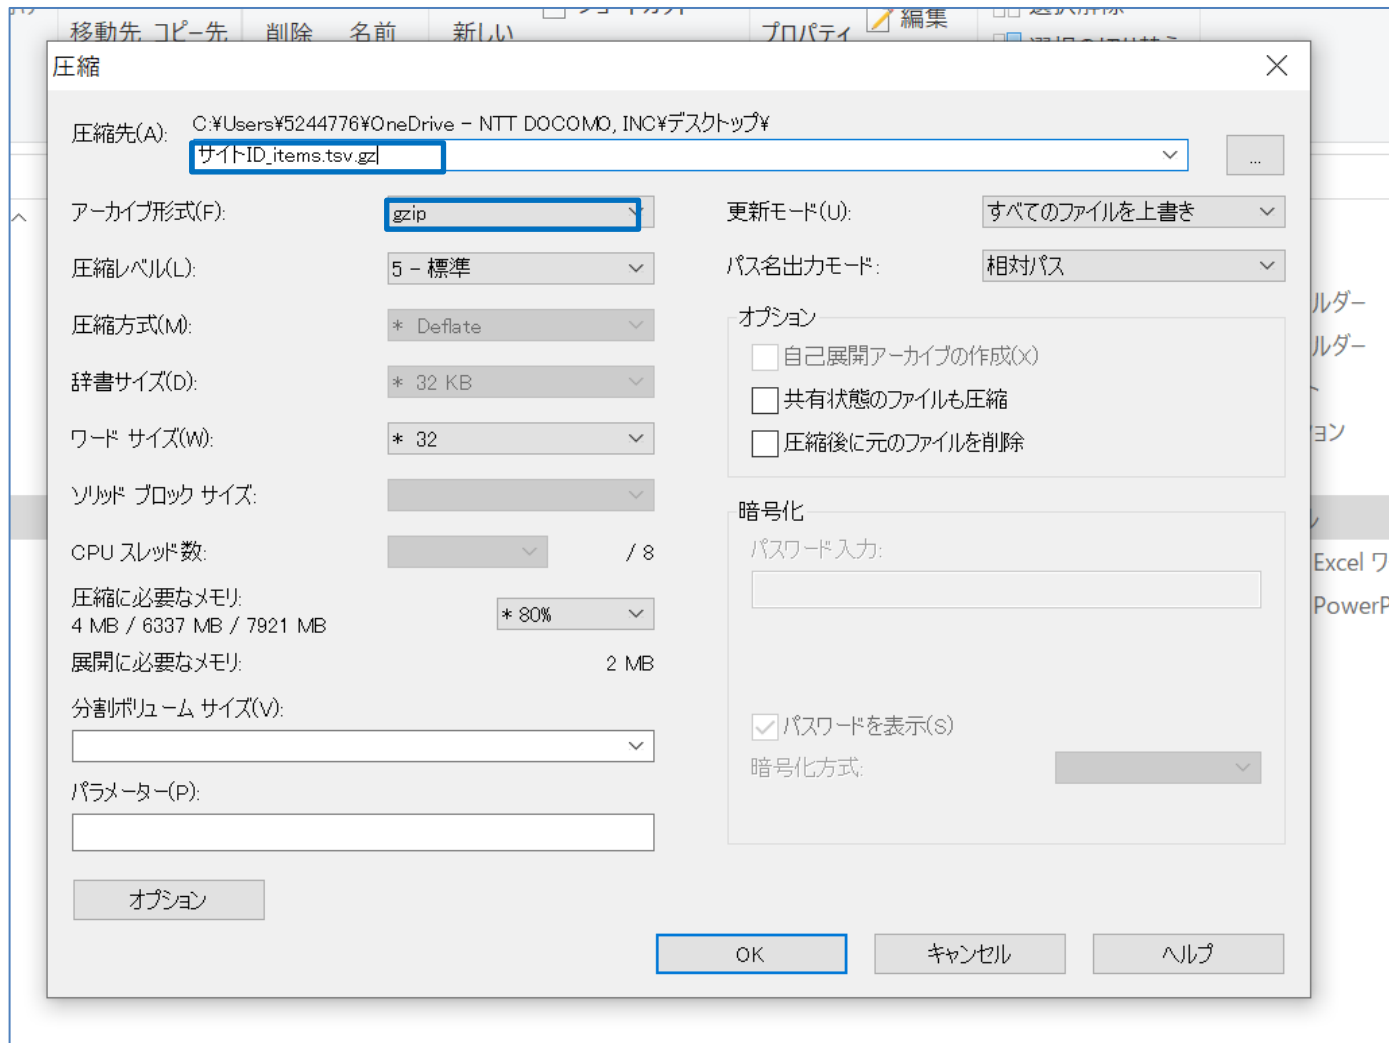 移動先 コピー先 削除 名前 新しい プロパティ 編集
圧縮
圧縮先(A):
C:¥Users¥5244776¥OneDrive - NTT DOCOMO, INC¥デスクトップ¥
サイトID_items.tsv.gz
...
アーカイブ形式(F):
gzip
更新モード(U):
すべてのファイルを上書き
圧縮レベル(L):
5 - 標準
パス名出力モード:
相対パス
圧縮方式(M):
* Deflate
辞書サイズ(D):
* 32 KB
ワード サイズ(W):
* 32
ソリッド ブロック サイズ:
CPU スレッド数:
/ 8
圧縮に必要なメモリ:
4 MB / 6337 MB / 7921 MB
* 80%
展開に必要なメモリ:
2 MB
分割ボリューム サイズ(V):
パラメーター(P):
オプション
オプション
自己展開アーカイブの作成(X)
共有状態のファイルも圧縮
圧縮後に元のファイルを削除
暗号化
パスワード入力:
パスワードを表示(S)
暗号化方式:
OK
キャンセル
ヘルプ
ルダー
ルダー
ョン
Excel ワ
PowerP